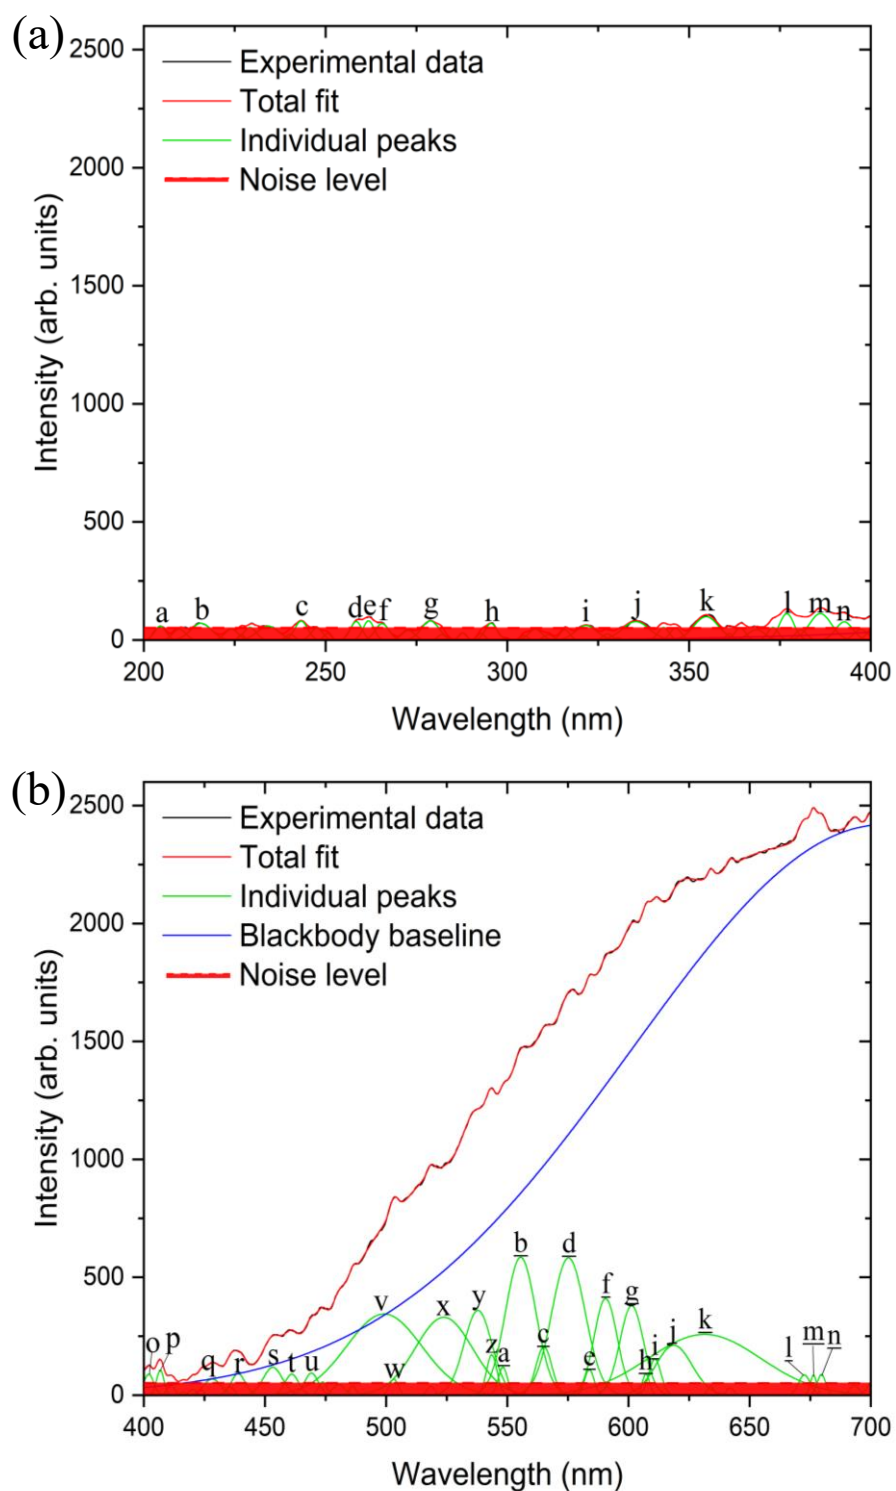 (a)
2500
2000
1500
1000
500
0
Experimental data
Total fit
Individual peaks
Noise level
Intensity (arb. units)
a b c d e f g h i j k l m n
200 250 300 350 400
Wavelength (nm)
(b)
2500
2000
1500
1000
500
0
Experimental data
Total fit
Individual peaks
Blackbody baseline
Noise level
Intensity (arb. units)
o p q r s t u v w x y z a b c d e f g h i j k l m n
400 450 500 550 600 650 700
Wavelength (nm)